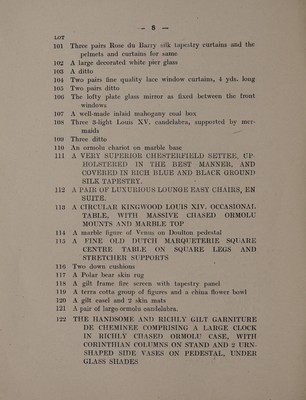 — 8 —
LOT
101 Three pairs Rose du Barry silk tapestry curtains and the
pelmets and curtains for same
102 A large decorated white pier glass
103 A ditto
104 Two pairs fine quality lace window curtains, 4 yds. long
105 Two pairs ditto
106 The lofty plate glass mirror as fixed between the front
windows
107 A well-made inlaid mahogany coal box
108 Three 3-light Louis XV. candelabra, supported by mer-
maids
109 Three ditto
110 An ormolu chariot on marble base
111 A VERY SUPERIOR CHESTERFIELD SETTEE, UP-
HOLSTERED IN THE BEST MANNER, AND
COVERED IN RICH BLUE AND BLACK GROUND
SILK TAPESTRY.
112 A PAIR OF LUXURIOUS LOUNGE EASY CHAIRS, EN
SUITE.
113 A CIRCULAR KINGWOOD LOUIS XIV. OCCASIONAL
TABLE, WITH MASSIVE CHASED ORMOLU
MOUNTS AND MARBLE TOP
114 A marble figure of Venus on Doulton pedestal
115 A FINE OLD DUTCH MARQUETERIE SQUARE
CENTRE TABLE ON SQUARE LEGS AND
STRETCHER SUPPORTS
116 Two down cushions
117 A Polar bear skin rug
118 A gilt frame fire screen with tapestry panel
119 A terra cotta group of figures and a china flower bowl
120 A gilt easel and 2 skin mats
121 A pair of large ormolu candelabra.
122 THE HANDSOME AND RICHLY GILT GARNITURE
DE CHEMINEE COMPRISING A LARGE CLOCK
IN RICHLY CHASED ORMOLU CASE, WITH
CORINTHIAN COLUMNS ON STAND AND 2 URN-
SHAPED SIDE VASES ON PEDESTAL, UNDER
GLASS SHADES